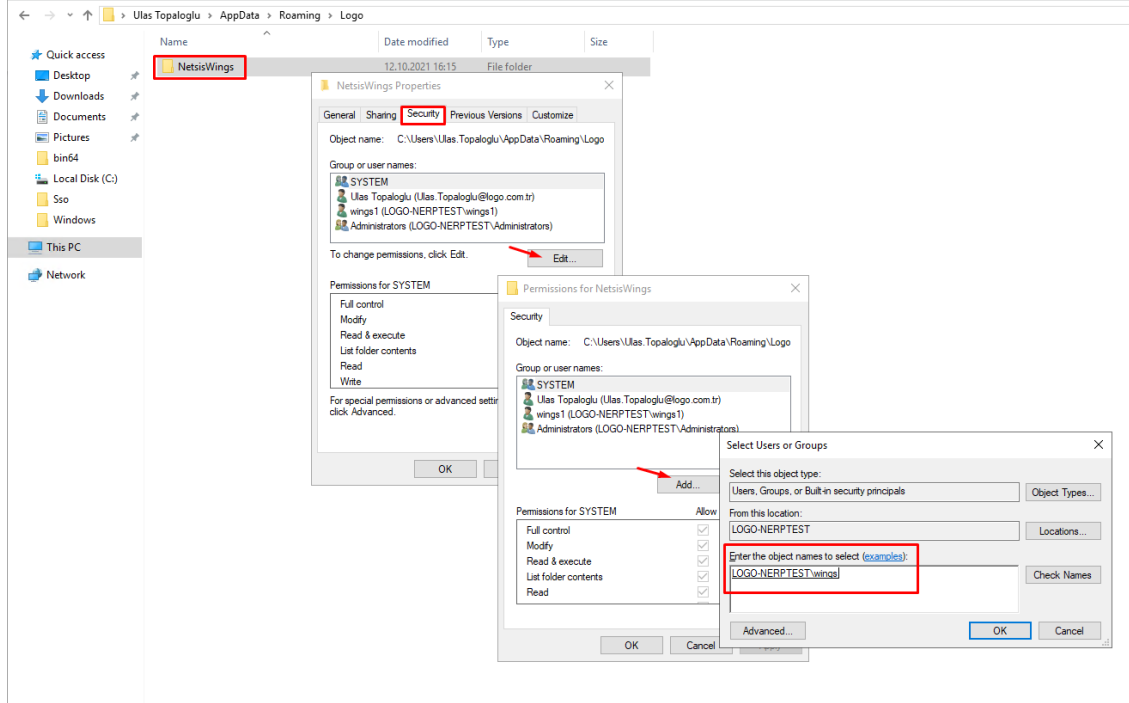 Ulas Topaloglu › AppData › Roaming › Logo
Name Date modified Type Size
Quick access
Desktop
Downloads
Documents
Pictures
bin64
Local Disk (C:)
Sso
Windows
This PC
Network
NetsisWings 12.10.2021 16:15 File folder
NetsisWings Properties
General Sharing Security Previous Versions Customize
Object name: C:\Users\Ulas.Topaloglu\AppData\Roaming\Logo
Group or user names:
SYSTEM
Ulas Topaloglu (Ulas.Topaloglu@logo.com.tr)
wings1 (LOGO-NERPTEST\wings1)
Administrators (LOGO-NERPTEST\Administrators)
To change permissions, click Edit.
Edit...
Permissions for SYSTEM
Full control
Modify
Read & execute
List folder contents
Read
Write
For special permissions or advanced settin
click Advanced.
OK
Permissions for NetsisWings
Security
Object name: C:\Users\Ulas.Topaloglu\AppData\Roaming\Logo
Group or user names:
SYSTEM
Ulas Topaloglu (Ulas.Topaloglu@logo.com.tr)
wings1 (LOGO-NERPTEST\wings1)
Administrators (LOGO-NERPTEST\Administrators)
Add...
Permissions for SYSTEM Allow
Full control
Modify
Read & execute
List folder contents
Read
OK Cancel Apply
Select Users or Groups
Select this object type:
Users, Groups, or Built-in security principals
Object Types...
From this location:
LOGO-NERPTEST
Locations...
Enter the object names to select (examples):
LOGO-NERPTEST\wings
Check Names
Advanced...
OK Cancel